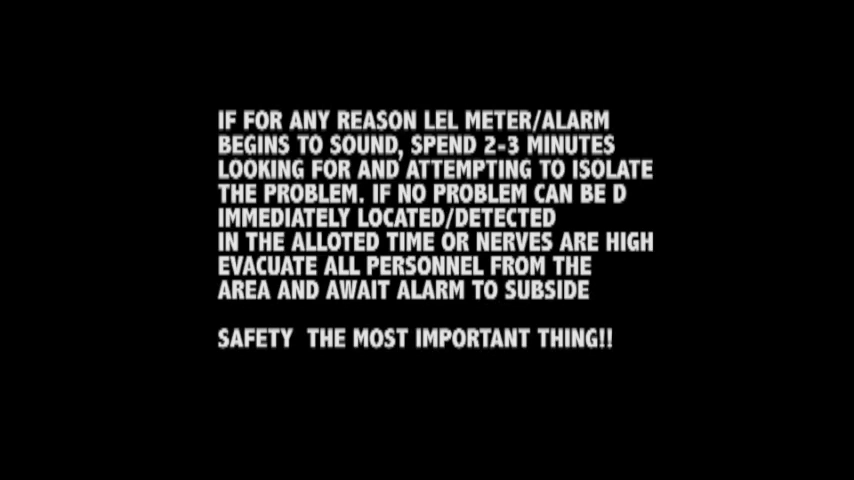 IF FOR ANY REASON LEL METER/ALARM
BEGINS TO SOUND, SPEND 2-3 MINUTES
LOOKING FOR AND ATTEMPTING TO ISOLATE
THE PROBLEM. IF NO PROBLEM CAN BE D
IMMEDIATELY LOCATED/DETECTED
IN THE ALLOTED TIME OR NERVES ARE HIGH
EVACUATE ALL PERSONNEL FROM THE
AREA AND AWAIT ALARM TO SUBSIDE
SAFETY THE MOST IMPORTANT THING!!